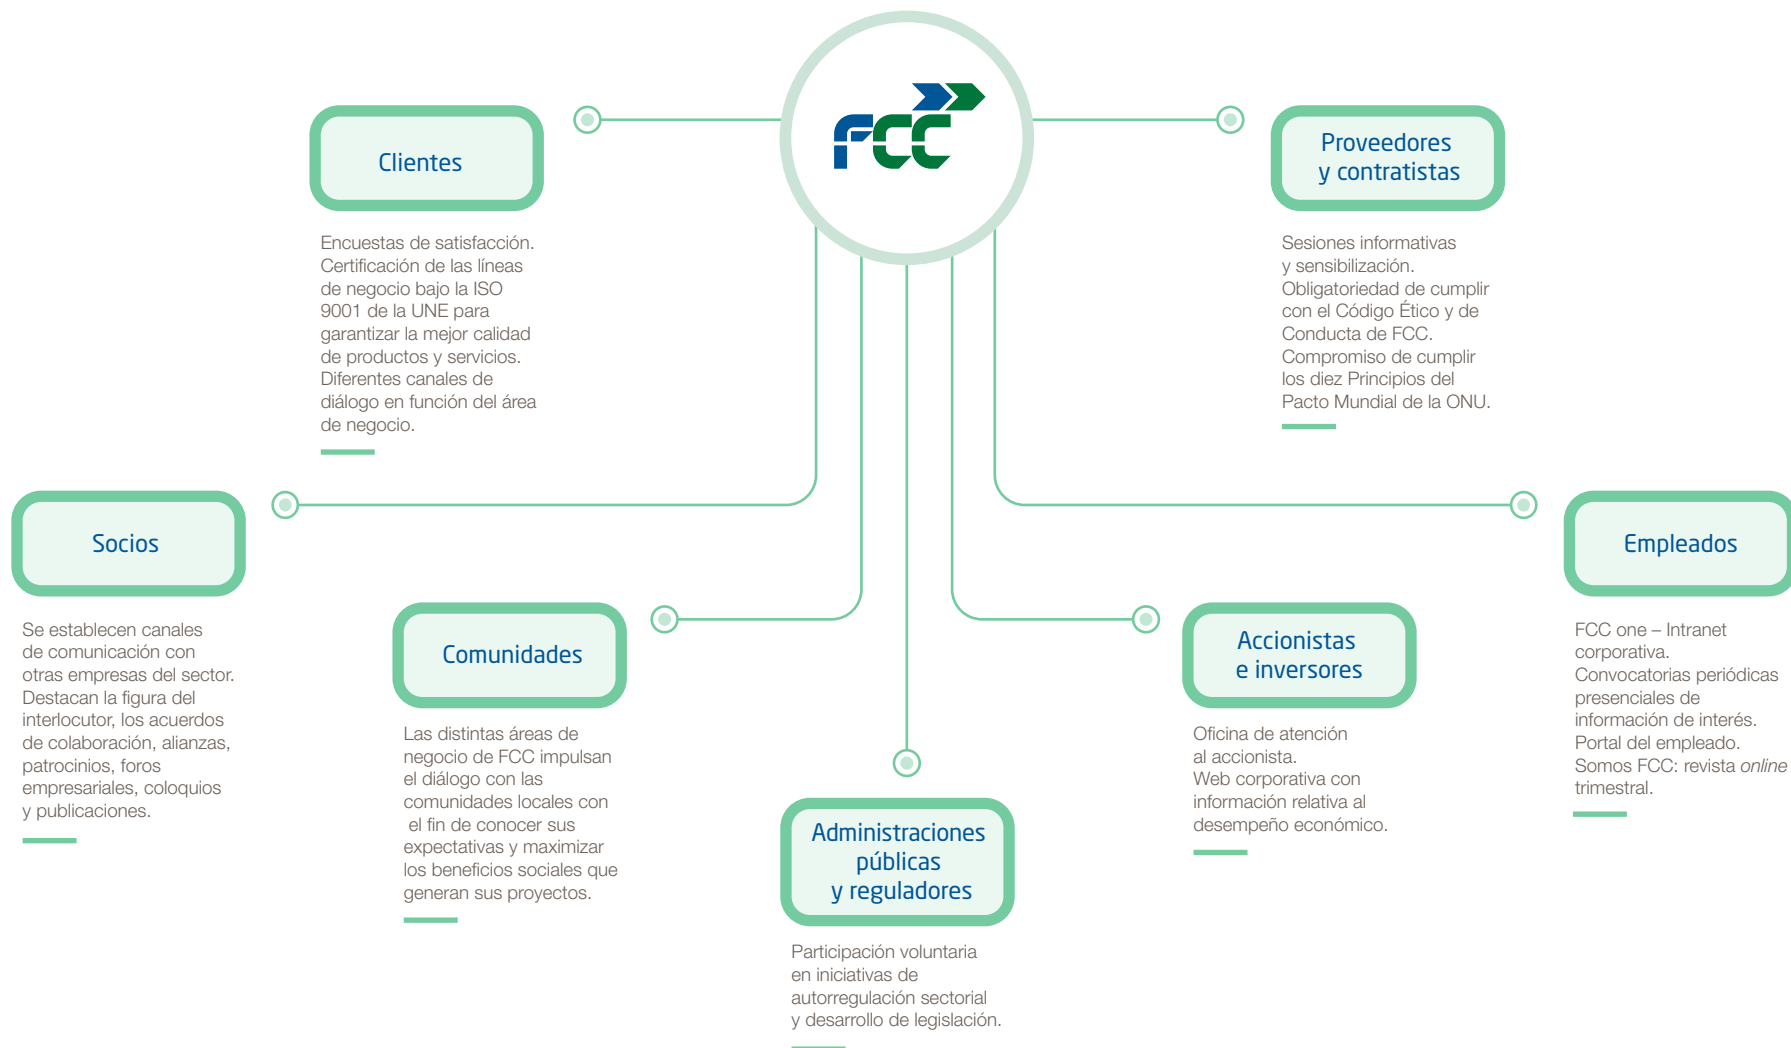 FCC
Clientes
Encuestas de satisfacción.
Certificación de las líneas
de negocio bajo la ISO
9001 de la UNE para
garantizar la mejor calidad
de productos y servicios.
Diferentes canales de
diálogo en función del área
de negocio.
Proveedores
y contratistas
Sesiones informativas
y sensibilización.
Obligatoriedad de cumplir
con el Código Ético y de
Conducta de FCC.
Compromiso de cumplir
los diez Principios del
Pacto Mundial de la ONU.
Socios
Se establecen canales
de comunicación con
otras empresas del sector.
Destacan la figura del
interlocutor, los acuerdos
de colaboración, alianzas,
patrocinios, foros
empresariales, coloquios
y publicaciones.
Comunidades
Las distintas áreas de
negocio de FCC impulsan
el diálogo con las
comunidades locales con
el fin de conocer sus
expectativas y maximizar
los beneficios sociales que
generan sus proyectos.
Administraciones
públicas
y reguladores
Participación voluntaria
en iniciativas de
autorregulación sectorial
y desarrollo de legislación.
Accionistas
e inversores
Oficina de atención
al accionista.
Web corporativa con
información relativa al
desempeño económico.
Empleados
FCC one – Intranet
corporativa.
Convocatorias periódicas
presenciales de
información de interés.
Portal del empleado.
Somos FCC: revista online
trimestral.